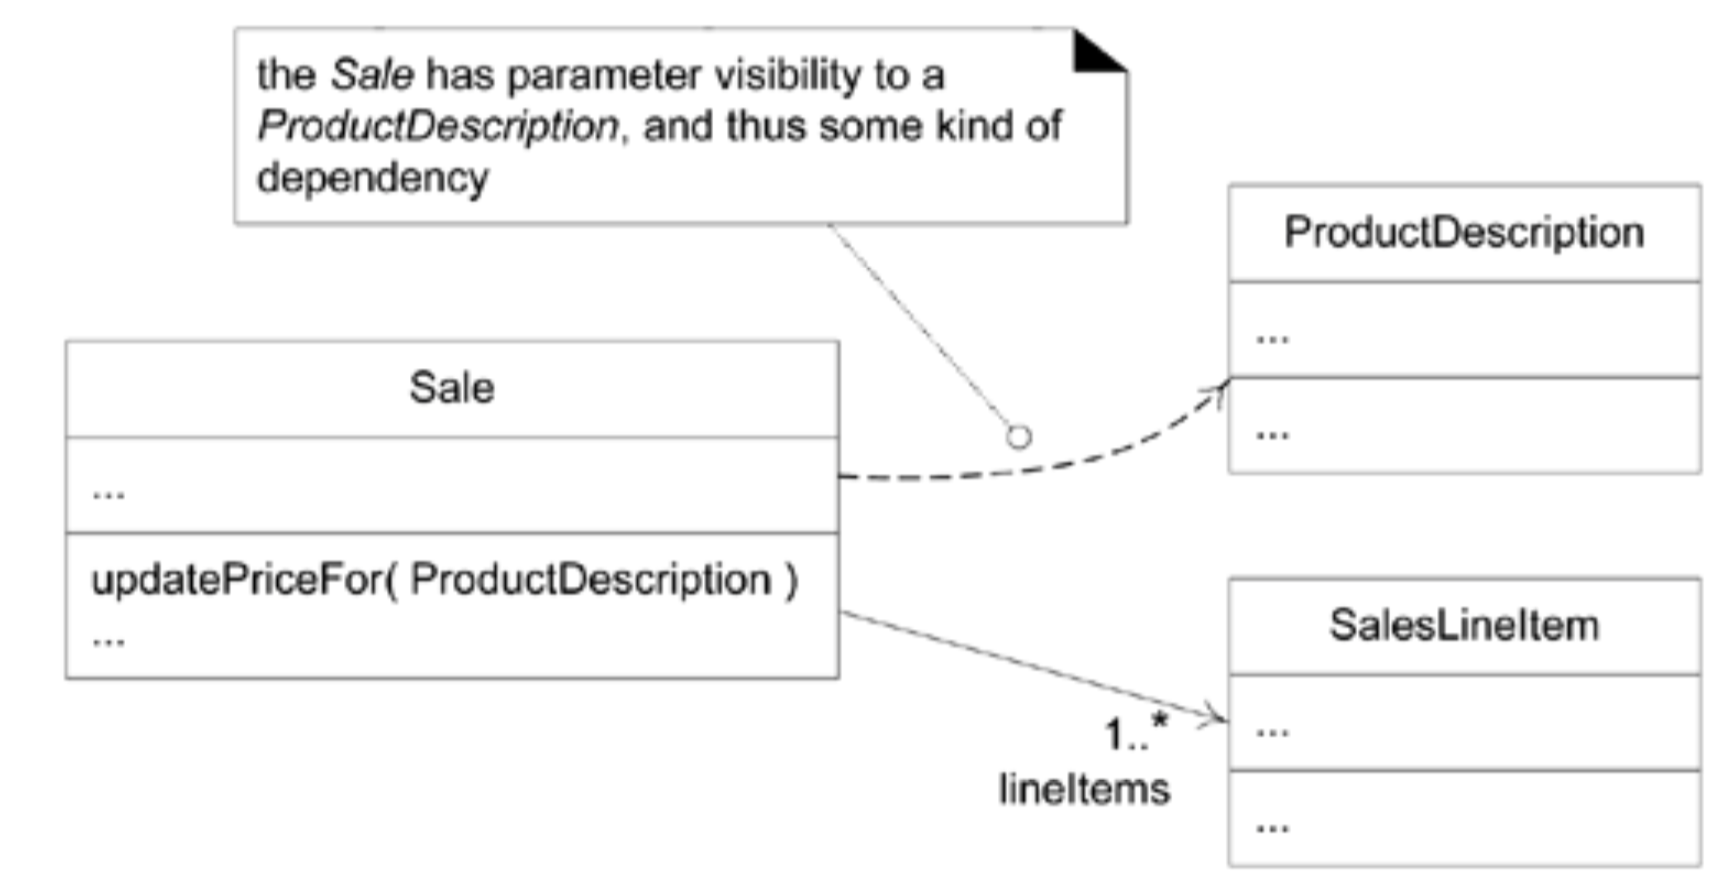 the Sale has parameter visibility to a
ProductDescription, and thus some kind of
dependency
ProductDescription
...
...
Sale
...
updatePriceFor( ProductDescription )
...
1..*
lineItems
SalesLineItem
...
...